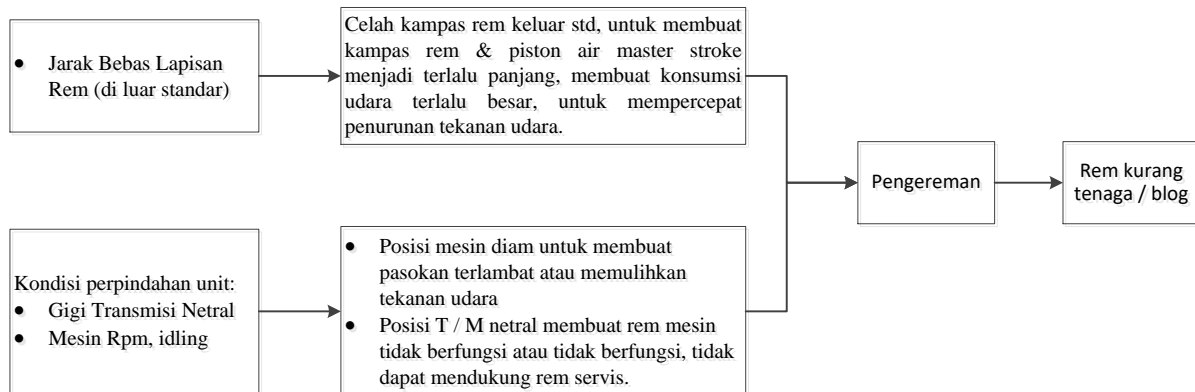 • Jarak Bebas Lapisan
Rem (di luar standar)
Celah kampas rem keluar std, untuk membuat
kampas rem & piston air master stroke
menjadi terlalu panjang, membuat konsumsi
udara terlalu besar, untuk mempercepat
penurunan tekanan udara.
Kondisi perpindahan unit:
• Gigi Transmisi Netral
• Mesin Rpm, idling
• Posisi mesin diam untuk membuat
pasokan terlambat atau memulihkan
tekanan udara
• Posisi T / M netral membuat rem mesin
tidak berfungsi atau tidak berfungsi, tidak
dapat mendukung rem servis.
Pengereman
Rem kurang
tenaga / blog